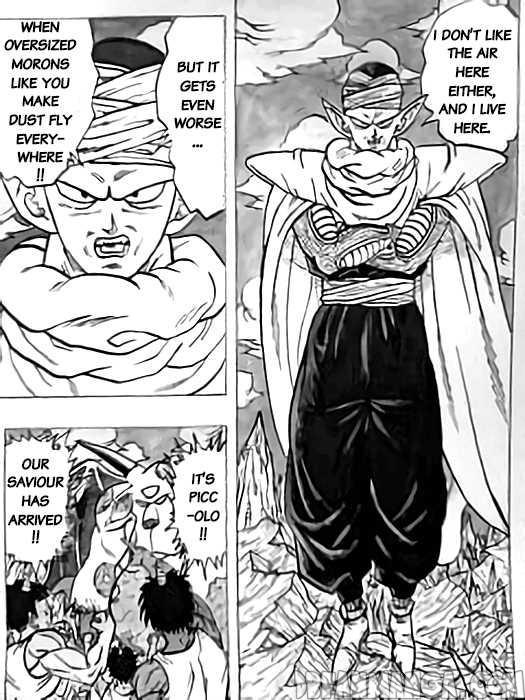 I DON'T LIKE
THE AIR
HERE
EITHER,
AND I LIVE
HERE.
BUT IT
GETS
EVEN
WORSE
...
WHEN
OVERSIZED
MORONS
LIKE YOU
MAKE
DUST FLY
EVERY-
WHERE
!!
IT'S
PICC
-OLO
!!
OUR
SAVIOUR
HAS
ARRIVED
!!